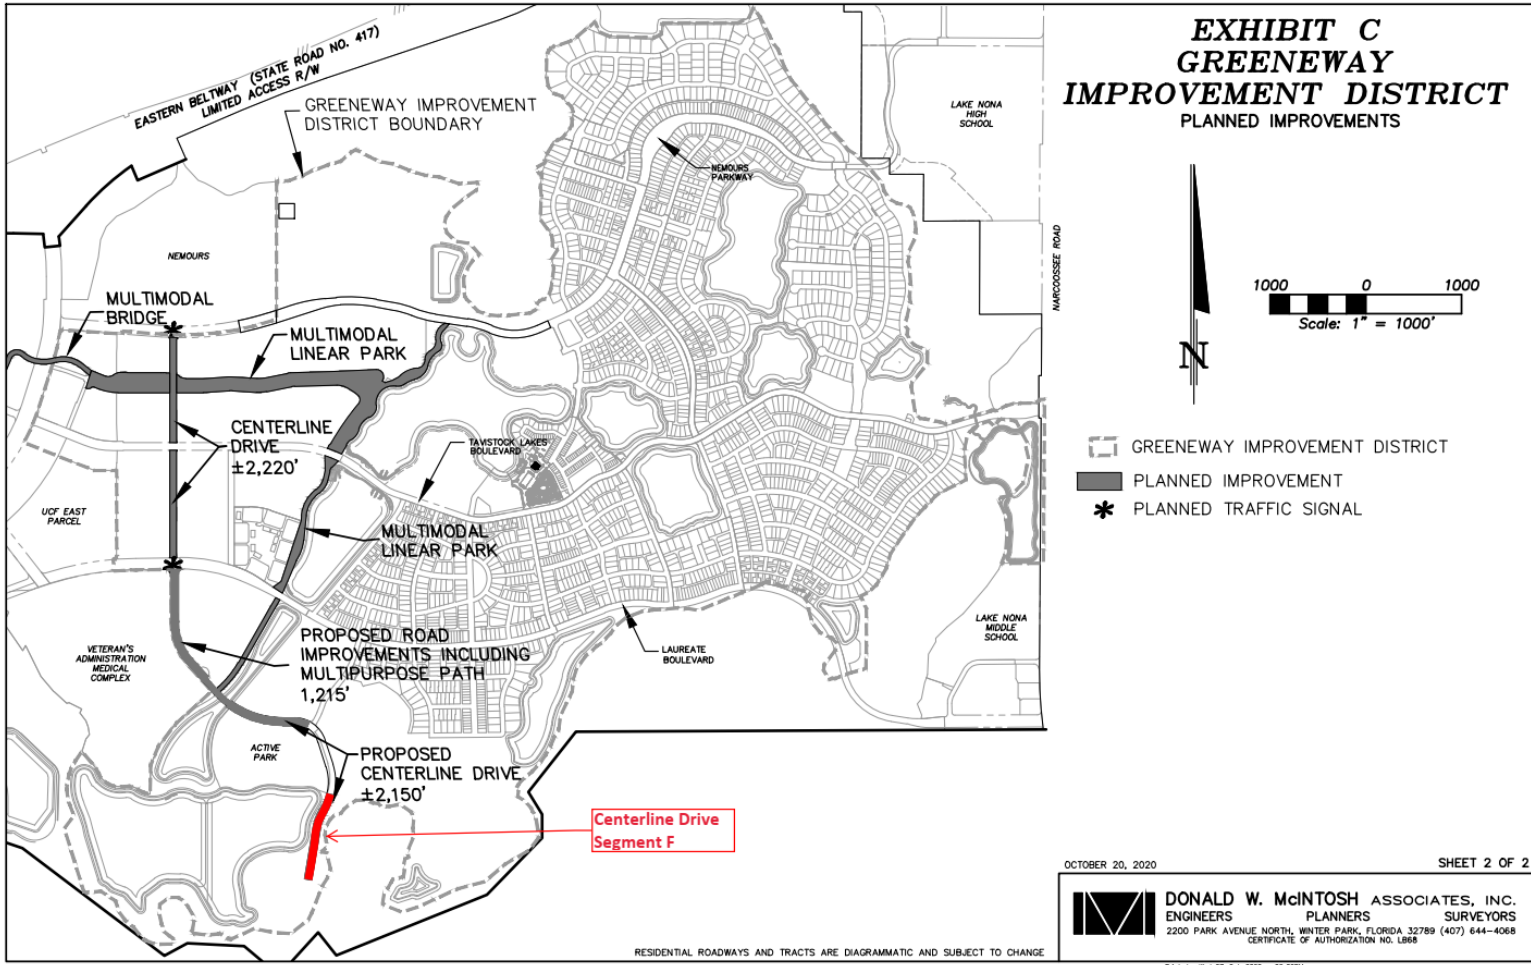 EXHIBIT C
GREENEWAY
IMPROVEMENT DISTRICT
PLANNED IMPROVEMENTS
EASTERN BELTWAY (STATE ROAD NO. 417)
LIMITED ACCESS R/W
GREENEWAY IMPROVEMENT
DISTRICT BOUNDARY
LAKE NONA
HIGH
SCHOOL
NEMOURS
PARKWAY
NARCOOSSEE ROAD
NEMOURS
MULTIMODAL
BRIDGE
MULTIMODAL
LINEAR PARK
1000 0 1000
Scale: 1" = 1000'
N
CENTERLINE
DRIVE
±2,220'
TAVISTOCK LAKES
BOULEVARD
GREENEWAY IMPROVEMENT DISTRICT
PLANNED IMPROVEMENT
PLANNED TRAFFIC SIGNAL
UCF EAST
PARCEL
MULTIMODAL
LINEAR PARK
LAKE NONA
MIDDLE
SCHOOL
PROPOSED ROAD
IMPROVEMENTS INCLUDING
MULTIPURPOSE PATH
1,215'
VETERAN'S
ADMINISTRATION
MEDICAL
COMPLEX
LAUREATE
BOULEVARD
ACTIVE
PARK
PROPOSED
CENTERLINE DRIVE
±2,150'
Centerline Drive
Segment F
OCTOBER 20, 2020
SHEET 2 OF 2
DONALD W. McINTOSH ASSOCIATES, INC.
ENGINEERS PLANNERS SURVEYORS
2200 PARK AVENUE NORTH, WINTER PARK, FLORIDA 32789 (407) 644-4068
CERTIFICATE OF AUTHORIZATION NO. LB68
RESIDENTIAL ROADWAYS AND TRACTS ARE DIAGRAMMATIC AND SUBJECT TO CHANGE